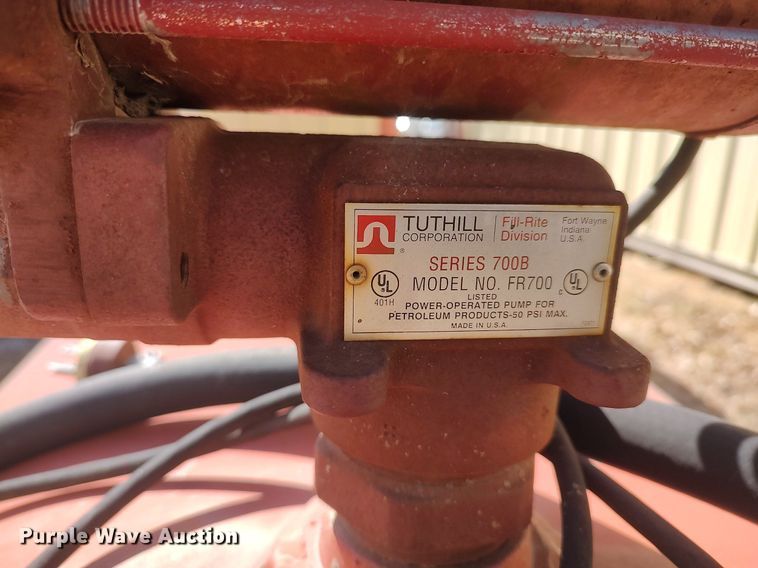 TUTHILL
CORPORATION
®
Fill-Rite
Division
Fort Wayne
Indiana
U.S.A.
SERIES 700B
MODEL NO. FR700
UL
401H
C UL
LISTED
POWER-OPERATED PUMP FOR
PETROLEUM PRODUCTS-50 PSI MAX.
MADE IN U.S.A.
Purple Wave Auction